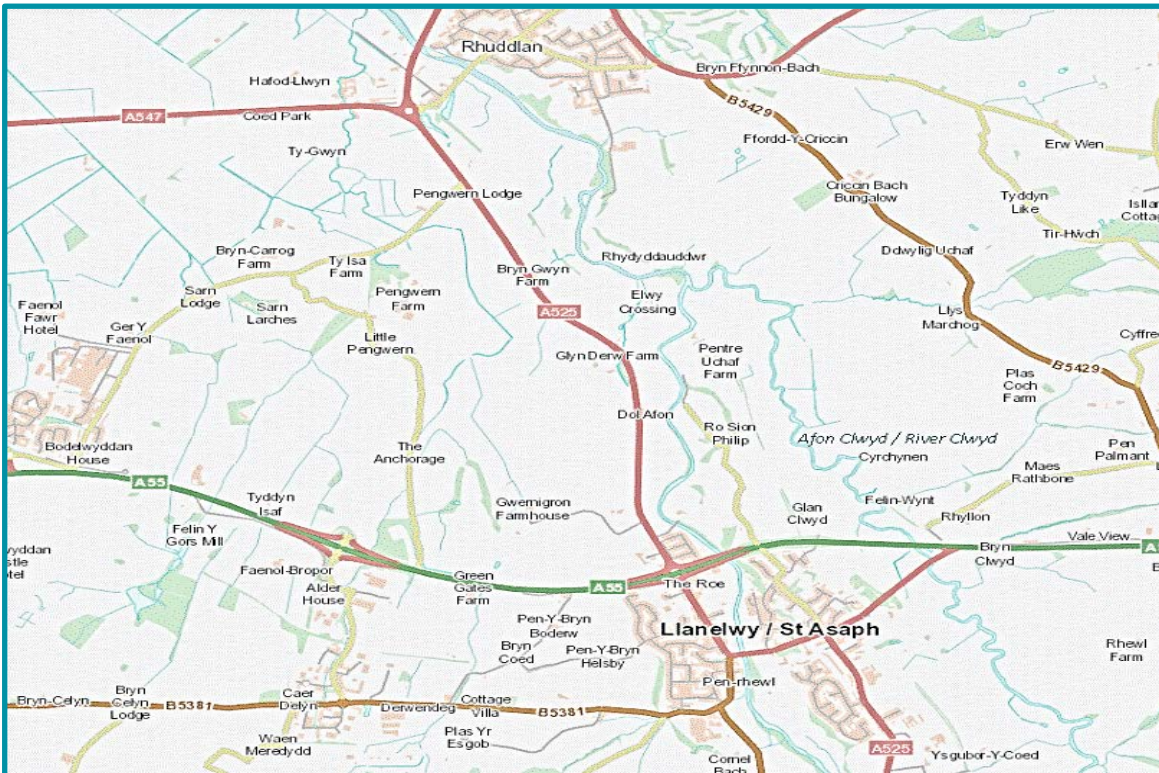 Rhuddlan
Bryn Ffynnon-Bach
Hafod-Llwyn
B5429
A547
Coed Park
Ffordd-Y-Criccin
Erw Wen
Ty-Gwyn
Pengwern Lodge
Criccin Bach
Bungalow
Tyddyn
Like
Tir-Hwch
Bryn-Carrog
Farm
Ty Isa
Farm
Rhydyddauddwr
Ddwylig Uchaf
Bryn Gwyn
Farm
Sarn
Lodge
Pengwern
Farm
Elwy
Crossing
Faenol
Fawr
Hotel
Sarn
Larches
A525
Llys
Marchog
Ger Y
Faenol
Little
Pengwern
Glyn Derw Farm
Pentre
Uchaf
Farm
B5429
Plas
Coch
Farm
Dol Afon
Ro Sion
Philip
Afon Clwyd / River Clwyd
Cyrchynen
Bodelwyddan
House
The
Anchorage
Pen
Palmant
Maes
Rathbone
A55
Tyddyn
Isaf
Gwernigron
Farmhouse
Glan
Clwyd
Felin-Wynt
Rhyllon
Felin Y
Gors Mill
Vale View
Bryn
Clwyd
Faenol-Bropor
Alder
House
Green
Gates
Farm
A55
The Roe
Pen-Y-Bryn
Boderw
Llanelwy / St Asaph
Bryn
Coed
Pen-Y-Bryn
Helsby
Rhewl
Farm
Pen-rhewl
Bryn-Celyn
Bryn
Celyn
Lodge
B5381
Caer
Delyn
Derwendeg
Cottage
Villa
B5381
Waen
Meredydd
Plas Yr
Esgob
A525
Ysgubor-Y-Coed
Cornel
Bach